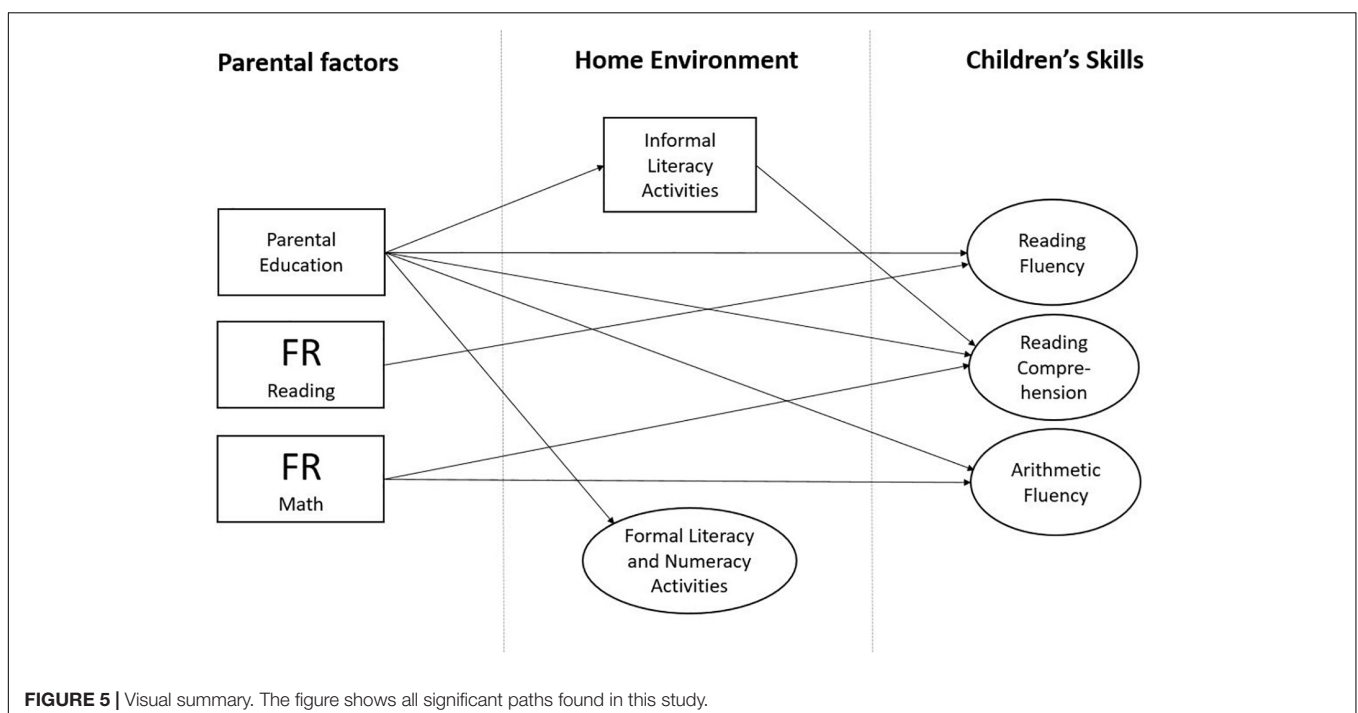 Parental factors
Home Environment
Children's Skills
Informal
Literacy
Activities
Parental
Education
Reading
Fluency
FR
Reading
Reading
Compre-
hension
FR
Math
Arithmetic
Fluency
Formal Literacy
and Numeracy
Activities
FIGURE 5 | Visual summary. The figure shows all significant paths found in this study.